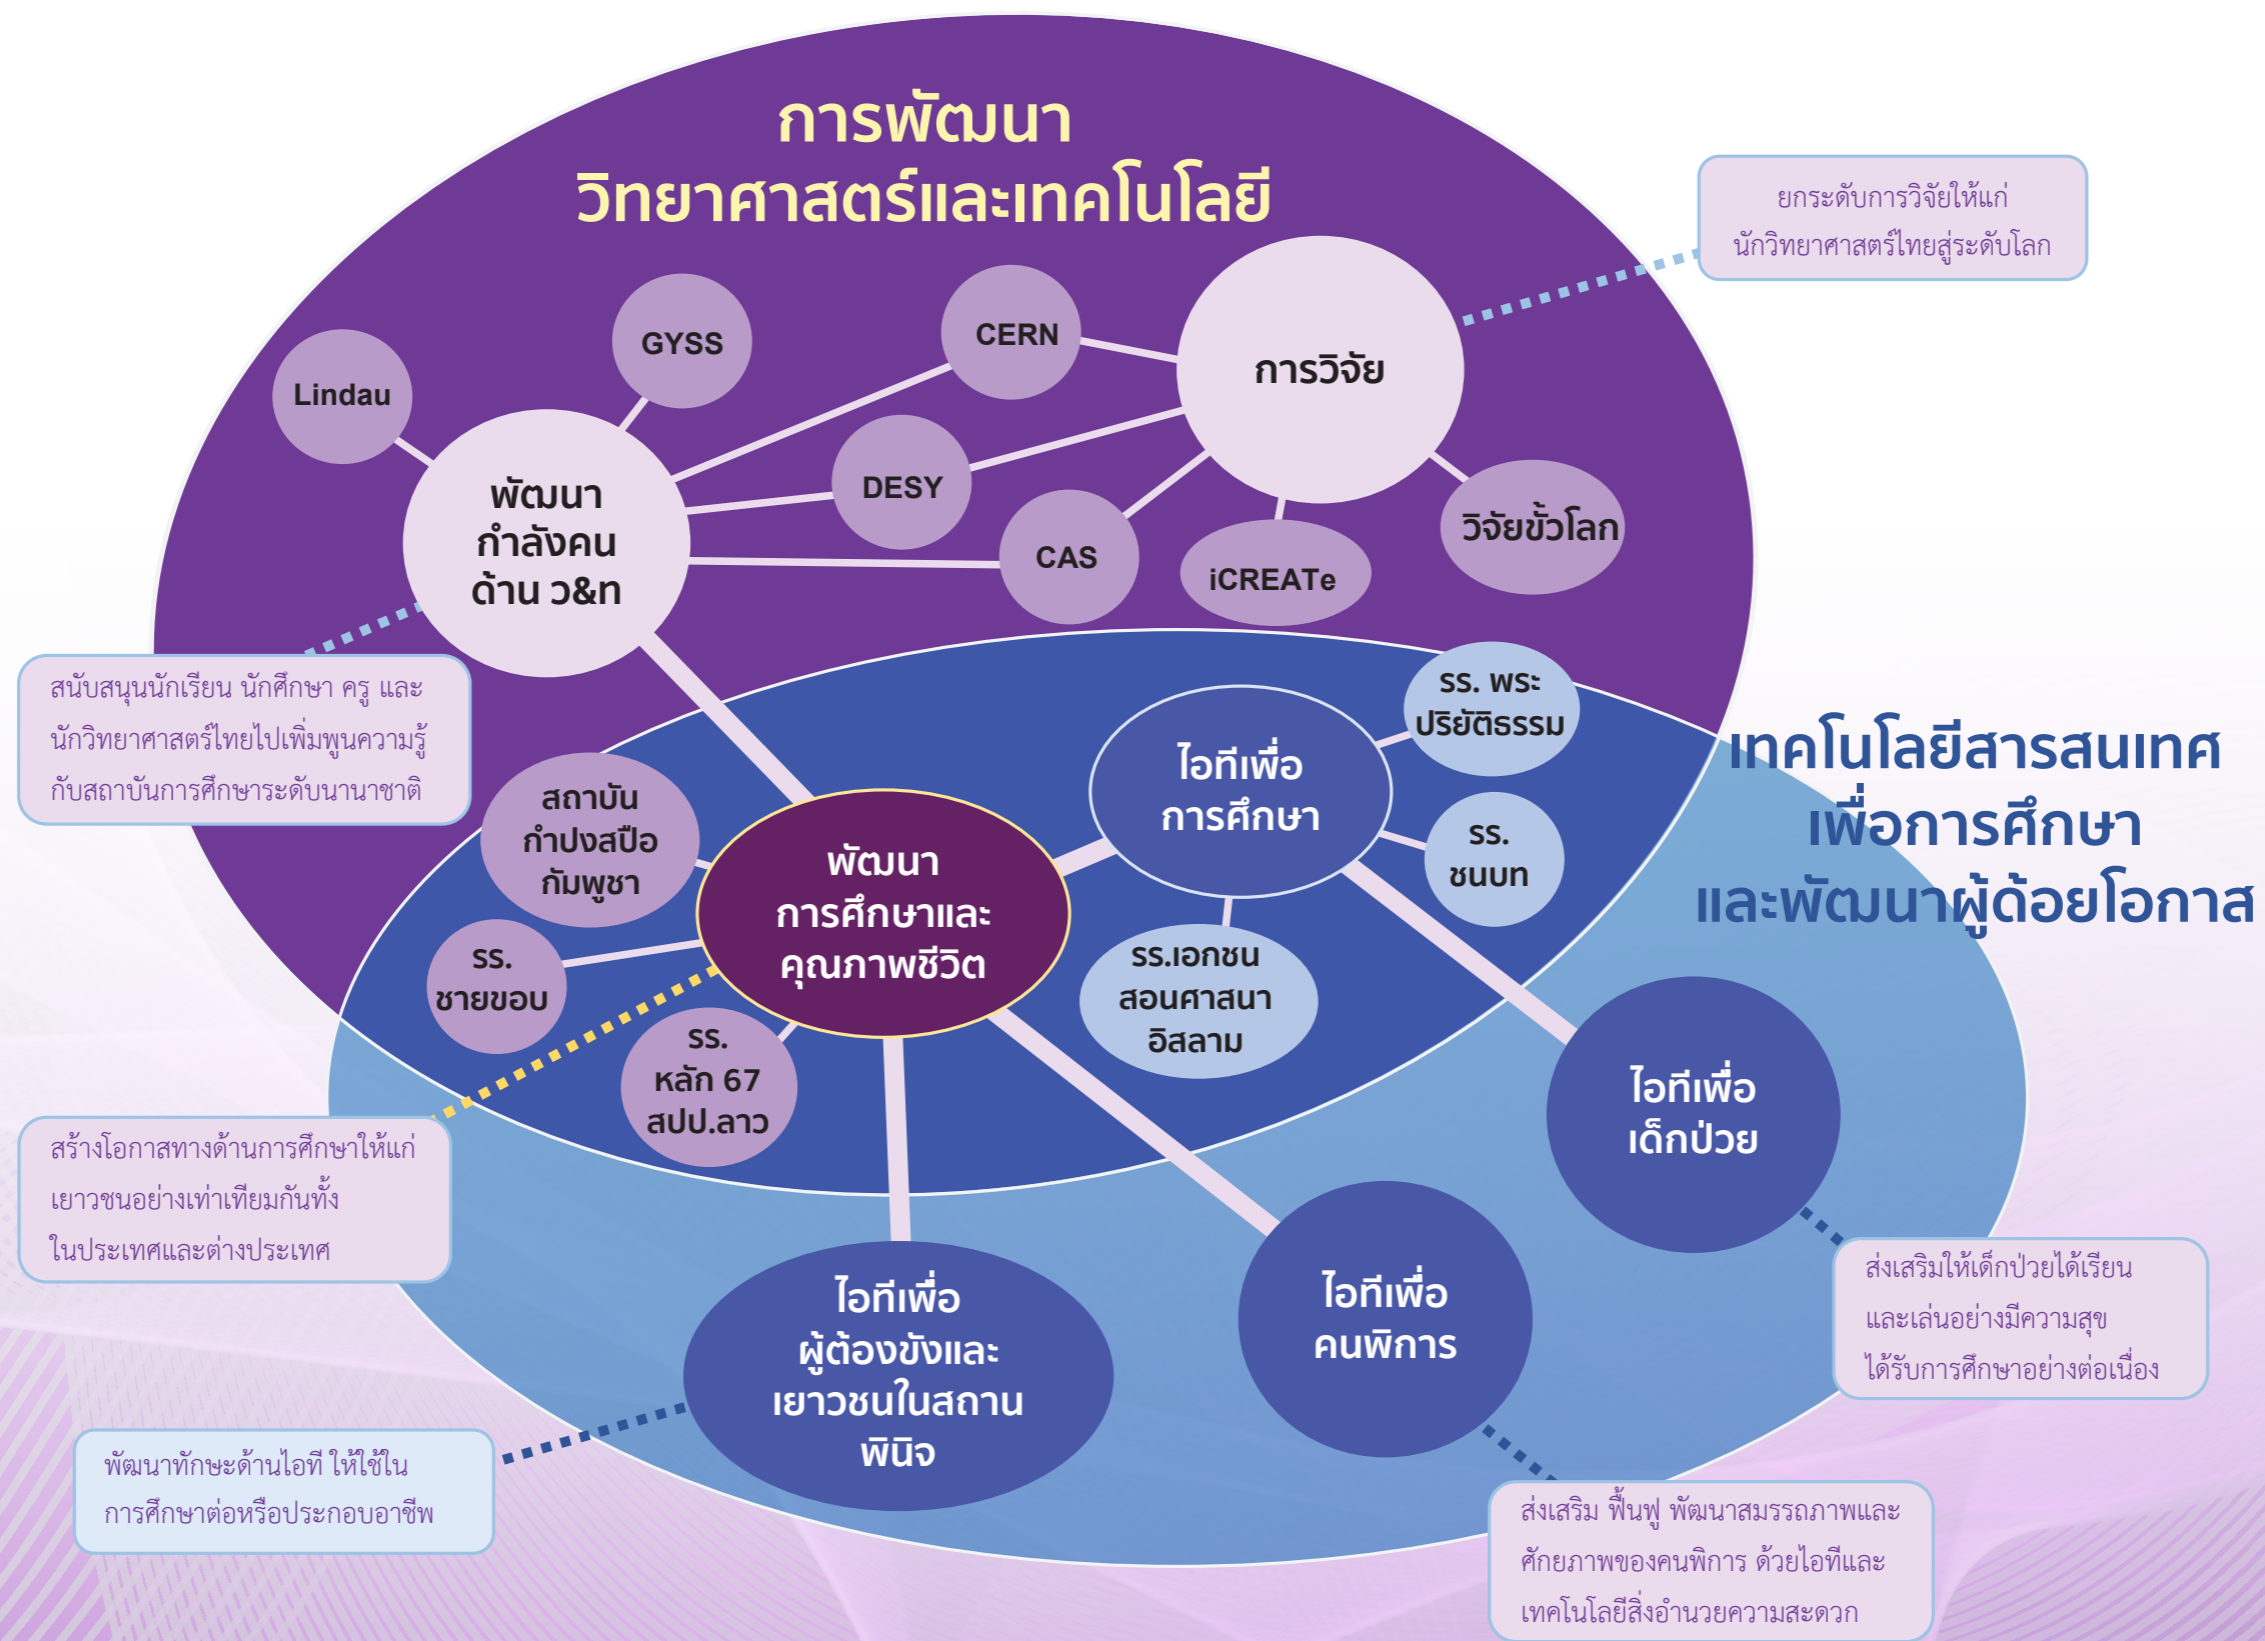 การพัฒนา
วิทยาศาสตร์และเทคโนโลยี
ยกระดับการวิจัยให้แก่
นักวิทยาศาสตร์ไทยสู่ระดับโลก
Lindau
GYSS
CERN
การวิจัย
DESY
CAS
iCREATe
วิจัยขั้วโลก
พัฒนา
กำลังคน
ด้าน ว&ท
สนับสนุนนักเรียน นักศึกษา ครู และ
นักวิทยาศาสตร์ไทยไปเพิ่มพูนความรู้
กับสถาบันการศึกษาระดับนานาชาติ
เทคโนโลยีสารสนเทศ
เพื่อการศึกษา
และพัฒนาผู้ด้อยโอกาส
ไอทีเพื่อ
การศึกษา
รร. พระ
ปริยัติธรรม
รร.
ชนบท
รร.เอกชน
สอนศาสนา
อิสลาม
สถาบัน
กำปงสปือ
กัมพูชา
พัฒนา
การศึกษาและ
คุณภาพชีวิต
รร.
ชายขอบ
รร.
หลัก 67
สปป.ลาว
สร้างโอกาสทางด้านการศึกษาให้แก่
เยาวชนอย่างเท่าเทียมกันทั้ง
ในประเทศและต่างประเทศ
ไอทีเพื่อ
เด็กป่วย
ส่งเสริมให้เด็กป่วยได้เรียน
และเล่นอย่างมีความสุข
ได้รับการศึกษาอย่างต่อเนื่อง
ไอทีเพื่อ
คนพิการ
ส่งเสริม ฟื้นฟู พัฒนาสมรรถภาพและ
ศักยภาพของคนพิการ ด้วยไอทีและ
เทคโนโลยีสิ่งอำนวยความสะดวก
ไอทีเพื่อ
ผู้ต้องขังและ
เยาวชนในสถาน
พินิจ
พัฒนาทักษะด้านไอที ให้ใช้ใน
การศึกษาต่อหรือประกอบอาชีพ